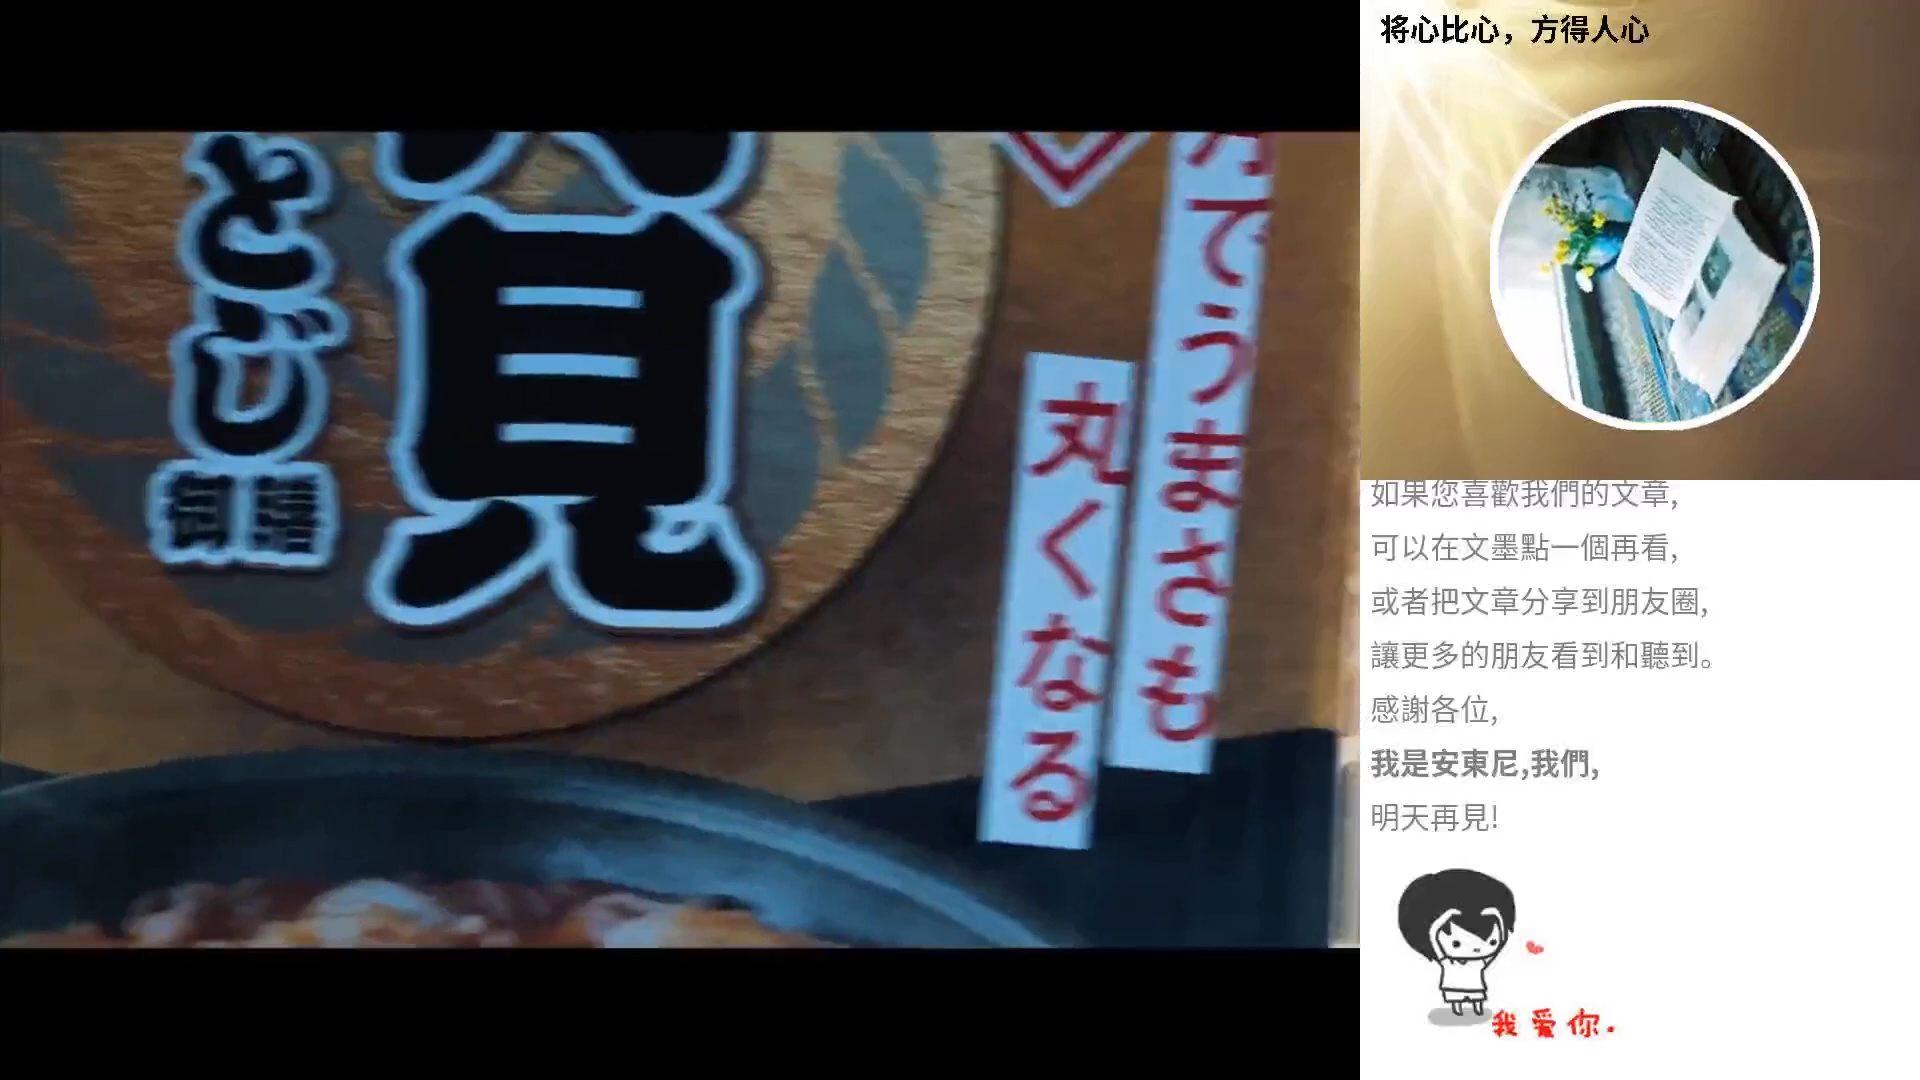 将心比心，方得人心
とじ
御膳
見
でうまさも
丸くなる
如果您喜歡我們的文章,
可以在文墨點一個再看,
或者把文章分享到朋友圈,
讓更多的朋友看到和聽到。
感謝各位,
我是安東尼,我們,
明天再見!
我爱你.